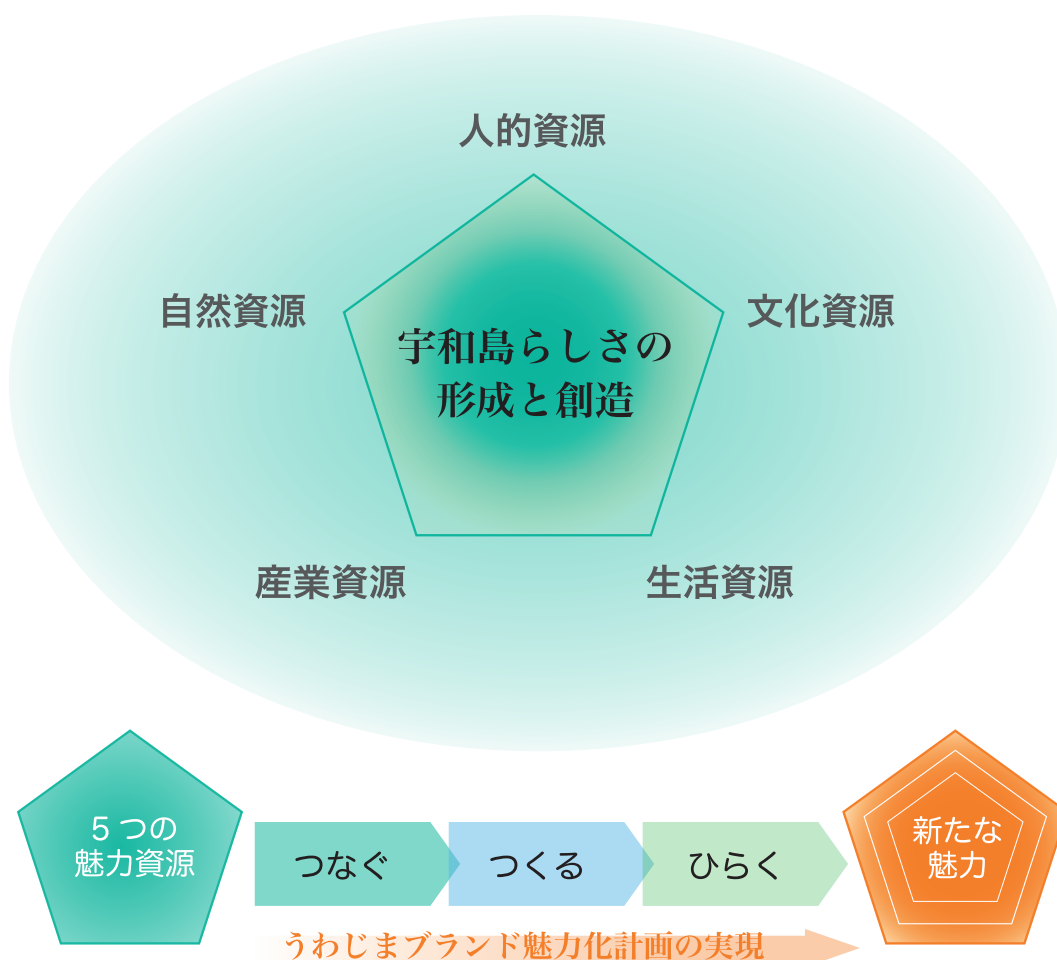 人的資源
自然資源
文化資源
宇和島らしさの
形成と創造
産業資源
生活資源
5つの
魅力資源
つなぐ
つくる
ひらく
新たな
魅力
うわじまブランド魅力化計画の実現